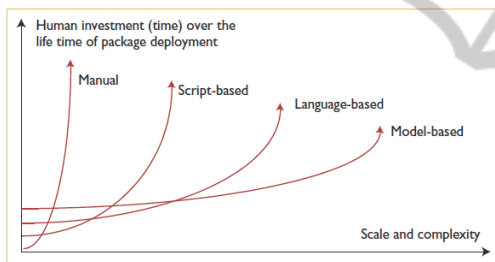 Human investment (time) over the
life time of package deployment
Manual
Script-based
Language-based
Model-based
Scale and complexity